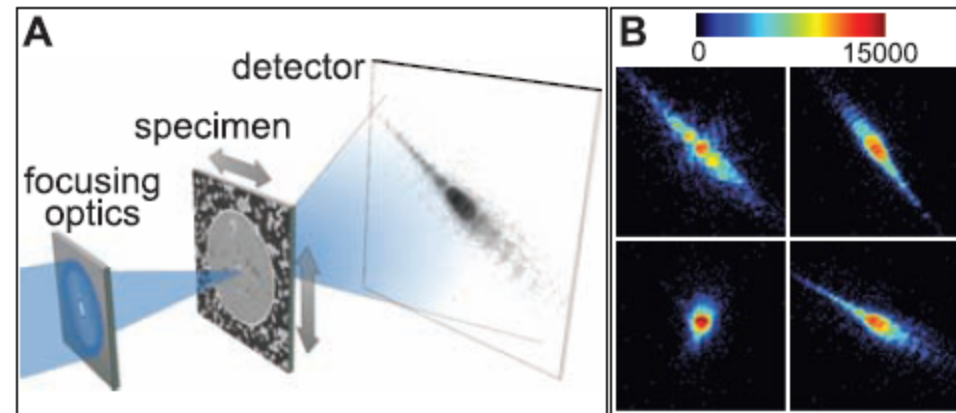 A
detector
specimen
focusing
optics
B
0
15000